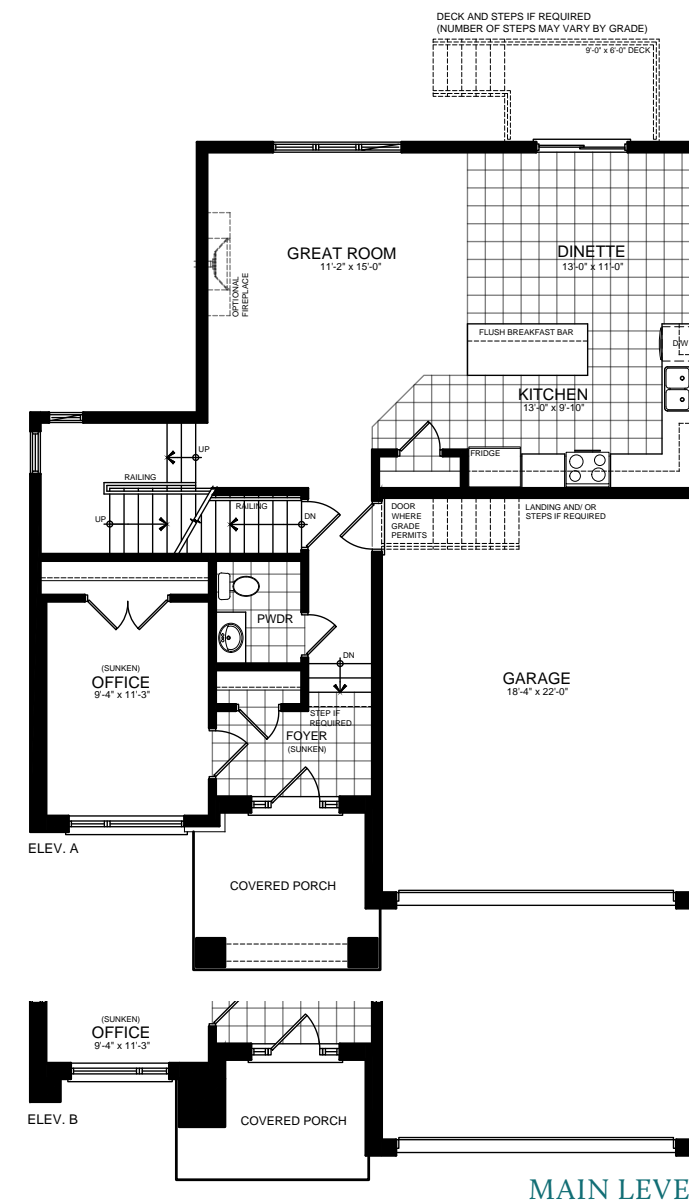 DECK AND STEPS IF REQUIRED
(NUMBER OF STEPS MAY VARY BY GRADE)
9'-0" x 6'-0" DECK
GREAT ROOM
11'-2" x 15'-0"
DINETTE
13'-0" x 11'-0"
OPTIONAL
FIREPLACE
FLUSH BREAKFAST BAR
D/W
KITCHEN
13'-0" x 9'-10"
FRIDGE
UP
RAILING
UP
RAILING
DN
DOOR
WHERE
GRADE
PERMITS
LANDING AND/ OR
STEPS IF REQUIRED
PWDR
DN
(SUNKEN)
OFFICE
9'-4" x 11'-3"
GARAGE
18'-4" x 22'-0"
STEP IF
REQUIRED
FOYER
(SUNKEN)
ELEV. A
COVERED PORCH
(SUNKEN)
OFFICE
9'-4" x 11'-3"
ELEV. B
COVERED PORCH
MAIN LEVE